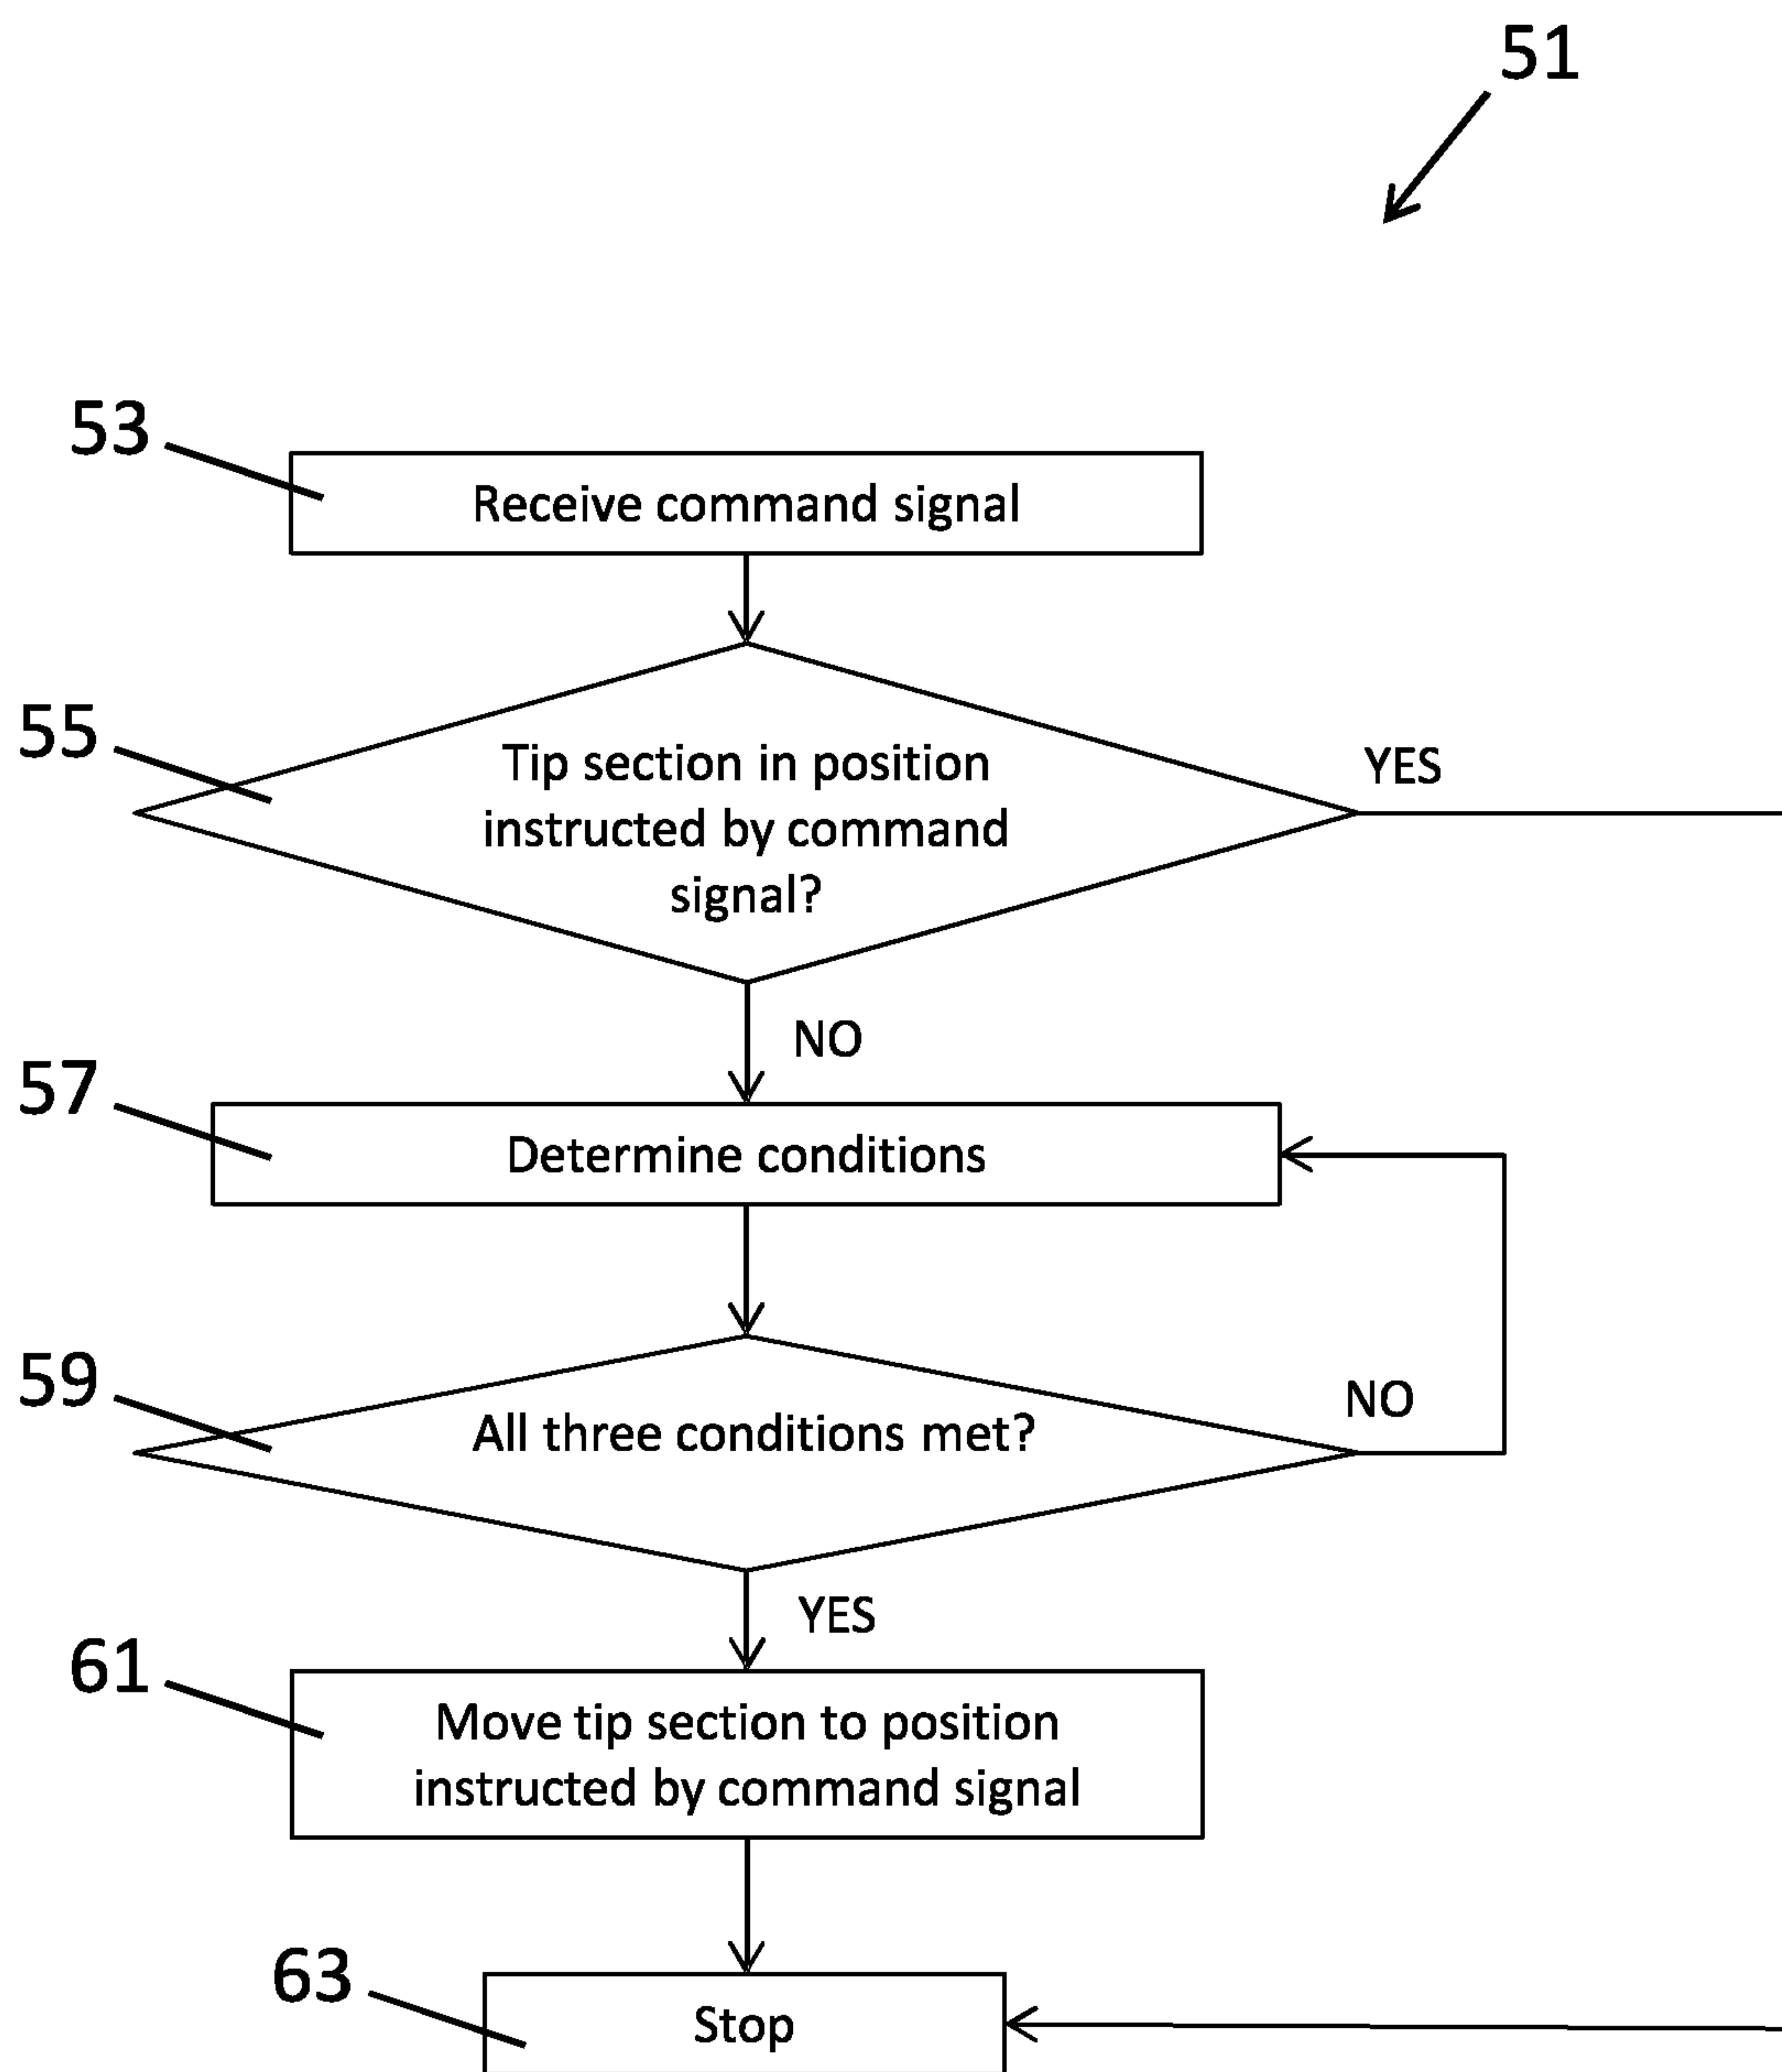 51
53
Receive command signal
55
Tip section in position
instructed by command
signal?
YES
NO
57
Determine conditions
59
All three conditions met?
NO
YES
61
Move tip section to position
instructed by command signal
63
Stop